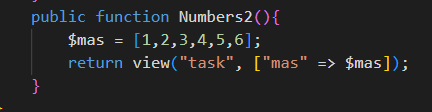 public function Numbers2(){
$mas = [1,2,3,4,5,6];
return view("task", ["mas" => $mas]);
}